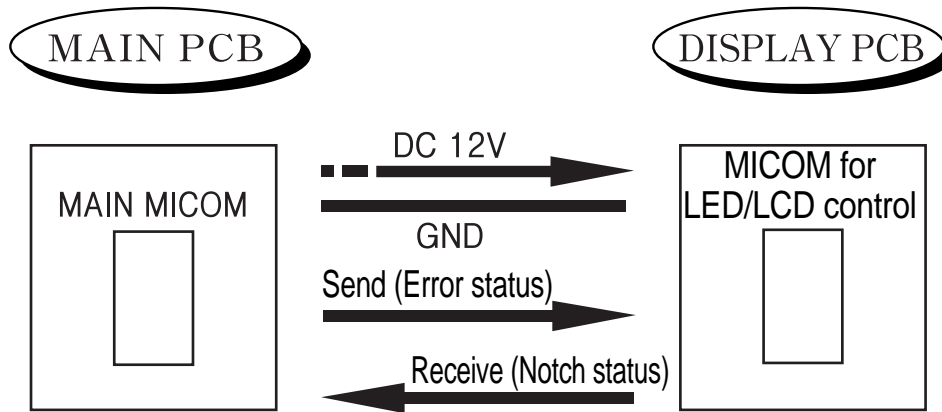 MAIN PCB
DISPLAY PCB
MAIN MICOM
DC 12V
GND
Send (Error status)
Receive (Notch status)
MICOM for
LED/LCD control